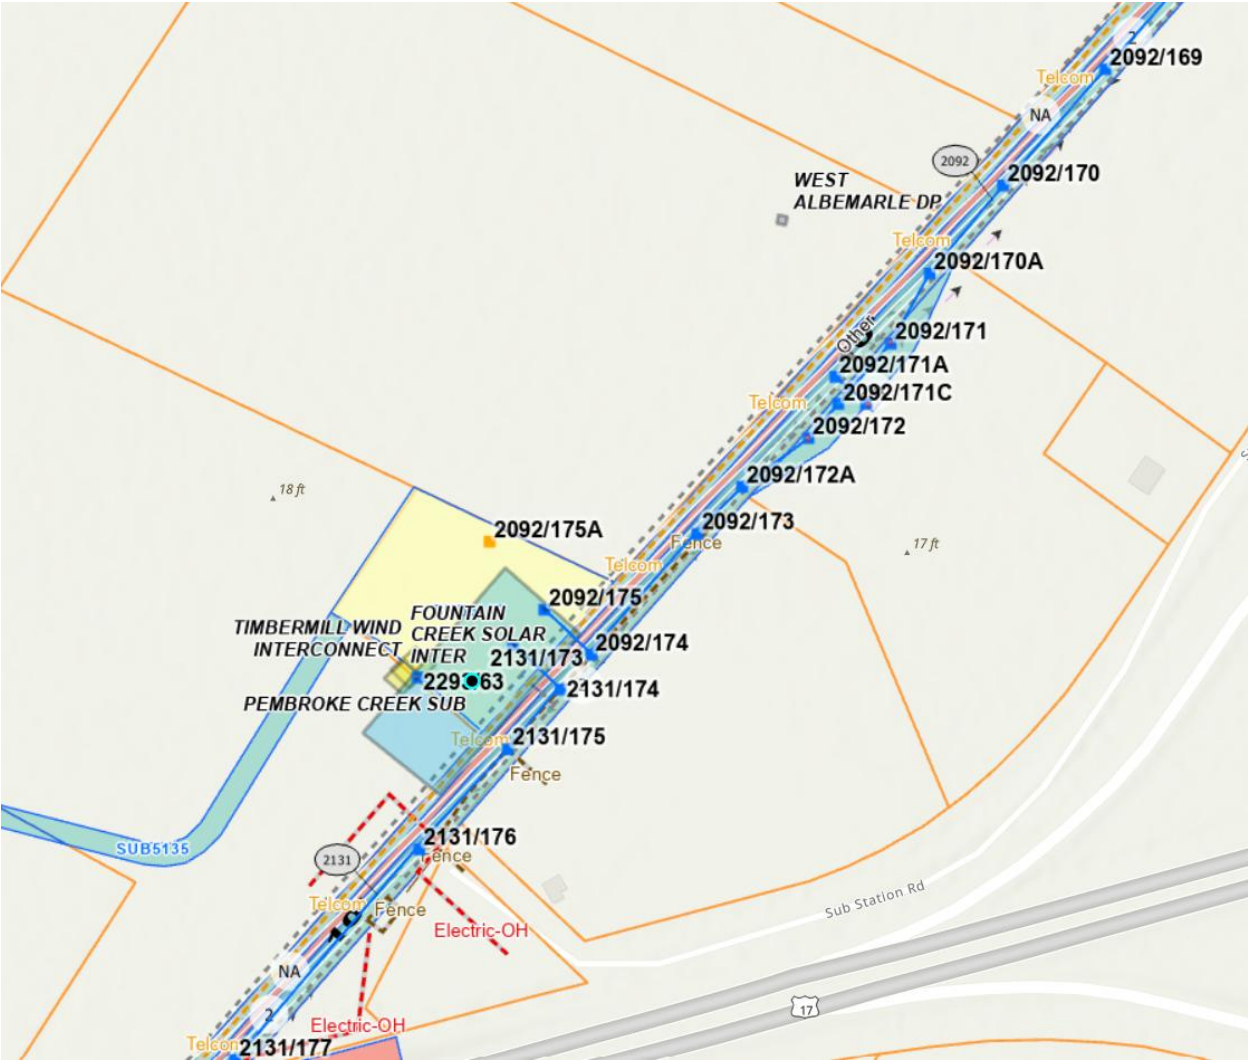 2
2092/169
Telcom
NA
2092
2092/170
WEST
ALBEMARLE DP
Telcom
2092/170A
Other
2092/171
2092/171A
2092/171C
Telcom
2092/172
2092/172A
18 ft
2092/175A
2092/173
Fence
17 ft
Telcom
2092/175
FOUNTAIN
CREEK SOLAR
INTER
TIMBERMILL WIND
INTERCONNECT
2092/174
2131/173
63
2131/174
PEMBROKE CREEK SUB
Telcom
2131/175
Fence
2131/176
Fence
SUB5135
2131
Sub Station Rd
Telcom
Fence
Electric-OH
NA
17
2
Electric-OH
Telcom
2131/177